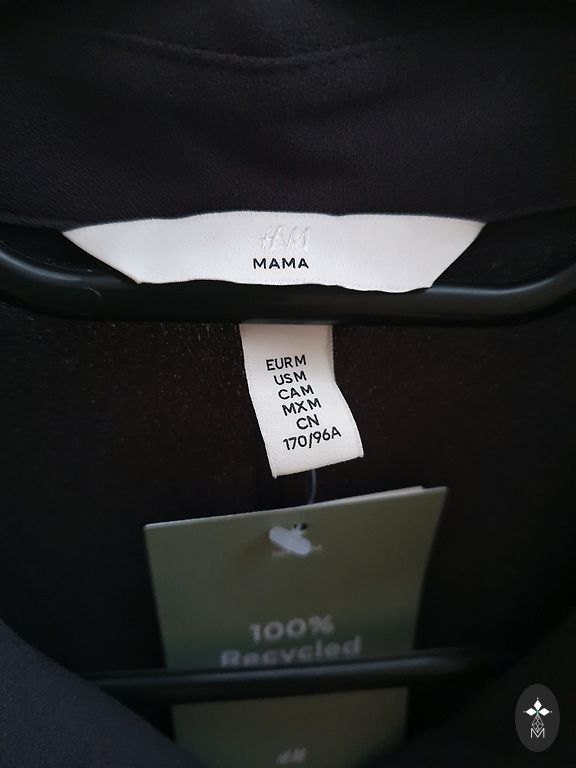 H&M
MAMA
EUR M
US M
CA M
MX M
CN
170/96A
100%
Recycled
H&M
M